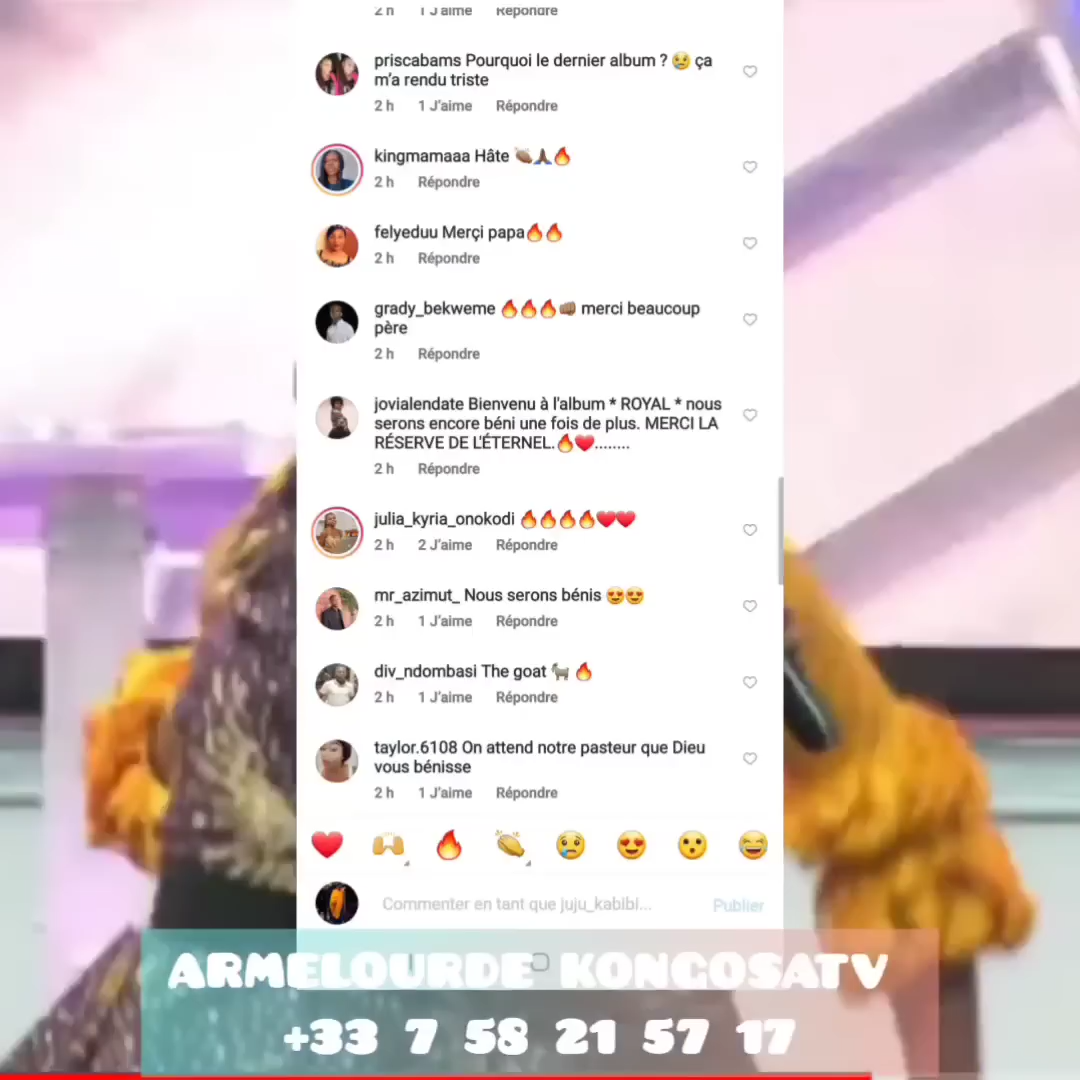 2 h 1 J'aime Répondre
priscabams Pourquoi le dernier album ? 😢 ça
m'a rendu triste
2 h 1 J'aime Répondre
kingmamaaa Hâte 👏🏾🙏🏾🔥
2 h Répondre
felyeduu Merçi papa🔥🔥
2 h Répondre
grady_bekweme 🔥🔥🔥👊🏾 merci beaucoup
père
2 h Répondre
jovialendate Bienvenu à l'album * ROYAL * nous
serons encore béni une fois de plus. MERCI LA
RÉSERVE DE L'ÉTERNEL.🔥❤️........
2 h Répondre
julia_kyria_onokodi 🔥🔥🔥🔥❤️❤️
2 h 2 J'aime Répondre
mr_azimut_ Nous serons bénis 😍😍
2 h 1 J'aime Répondre
div_ndombasi The goat 🐐 🔥
2 h 1 J'aime Répondre
taylor.6108 On attend notre pasteur que Dieu
vous bénisse
2 h 1 J'aime Répondre
❤️ 🙌 🔥 👏 😢 😍 😮 😂
Commenter en tant que juju_kabibi... Publier
ARMELOURDE KONGOSATV
+33 7 58 21 57 17